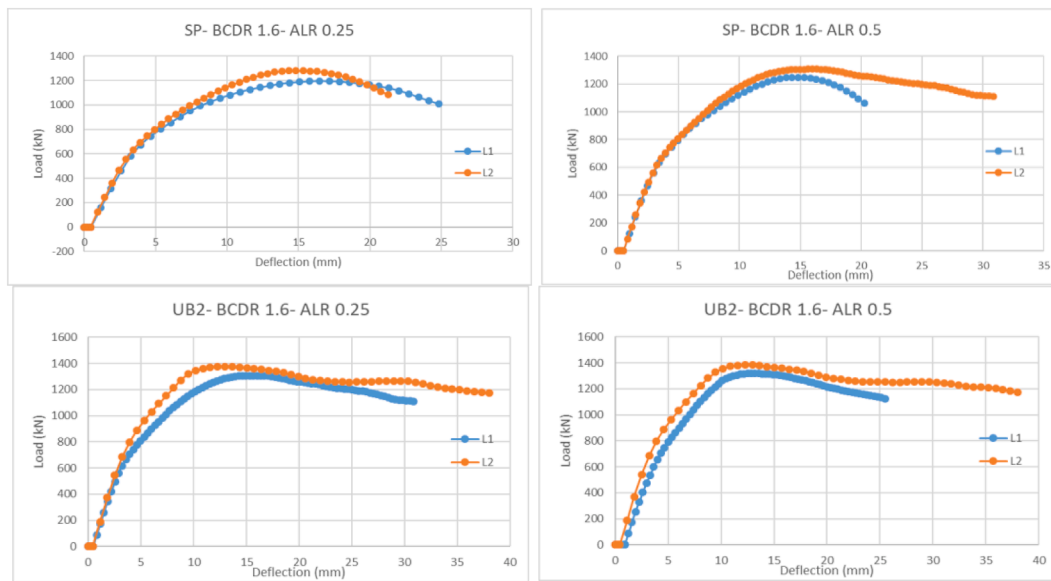 SP- BCDR 1.6- ALR 0.25
1400
1200
1000
800
600
400
200
0
-200
Load (kN)
0 5 10 15 20 25 30
Deflection (mm)
L1
L2
SP- BCDR 1.6- ALR 0.5
1400
1200
1000
800
600
400
200
0
Load (kN)
0 5 10 15 20 25 30 35
Deflection (mm)
L1
L2
UB2- BCDR 1.6- ALR 0.25
1600
1400
1200
1000
800
600
400
200
0
Load (kN)
0 5 10 15 20 25 30 35 40
Deflection (mm)
L1
L2
UB2- BCDR 1.6- ALR 0.5
1600
1400
1200
1000
800
600
400
200
0
Load (kN)
0 5 10 15 20 25 30 35 40
Deflection (mm)
L1
L2